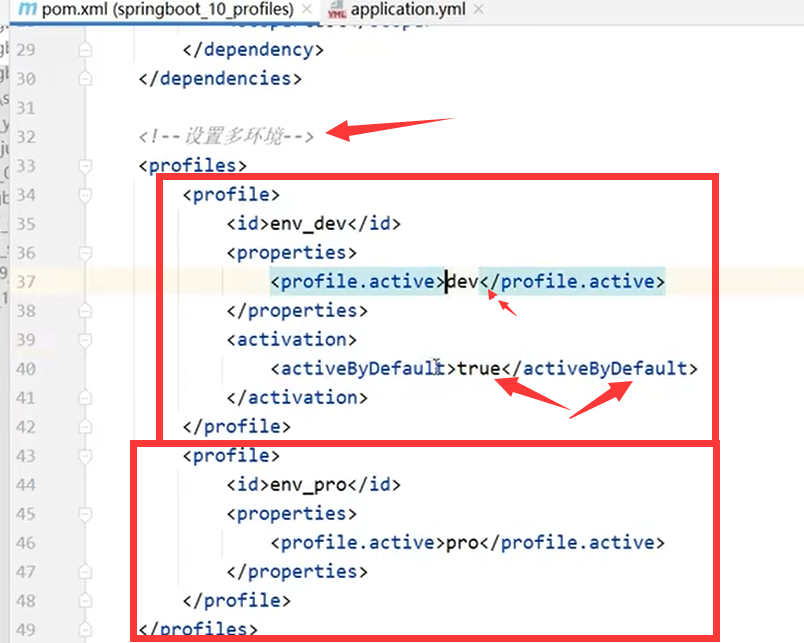 pom.xml (springboot_10_profiles)
application.yml
29 </dependency>
30 </dependencies>
31
32 <!--设置多环境-->
33 <profiles>
34 <profile>
35 <id>env_dev</id>
36 <properties>
37 <profile.active>dev</profile.active>
38 </properties>
39 <activation>
40 <activeByDefault>true</activeByDefault>
41 </activation>
42 </profile>
43 <profile>
44 <id>env_pro</id>
45 <properties>
46 <profile.active>pro</profile.active>
47 </properties>
48 </profile>
49 </profiles>